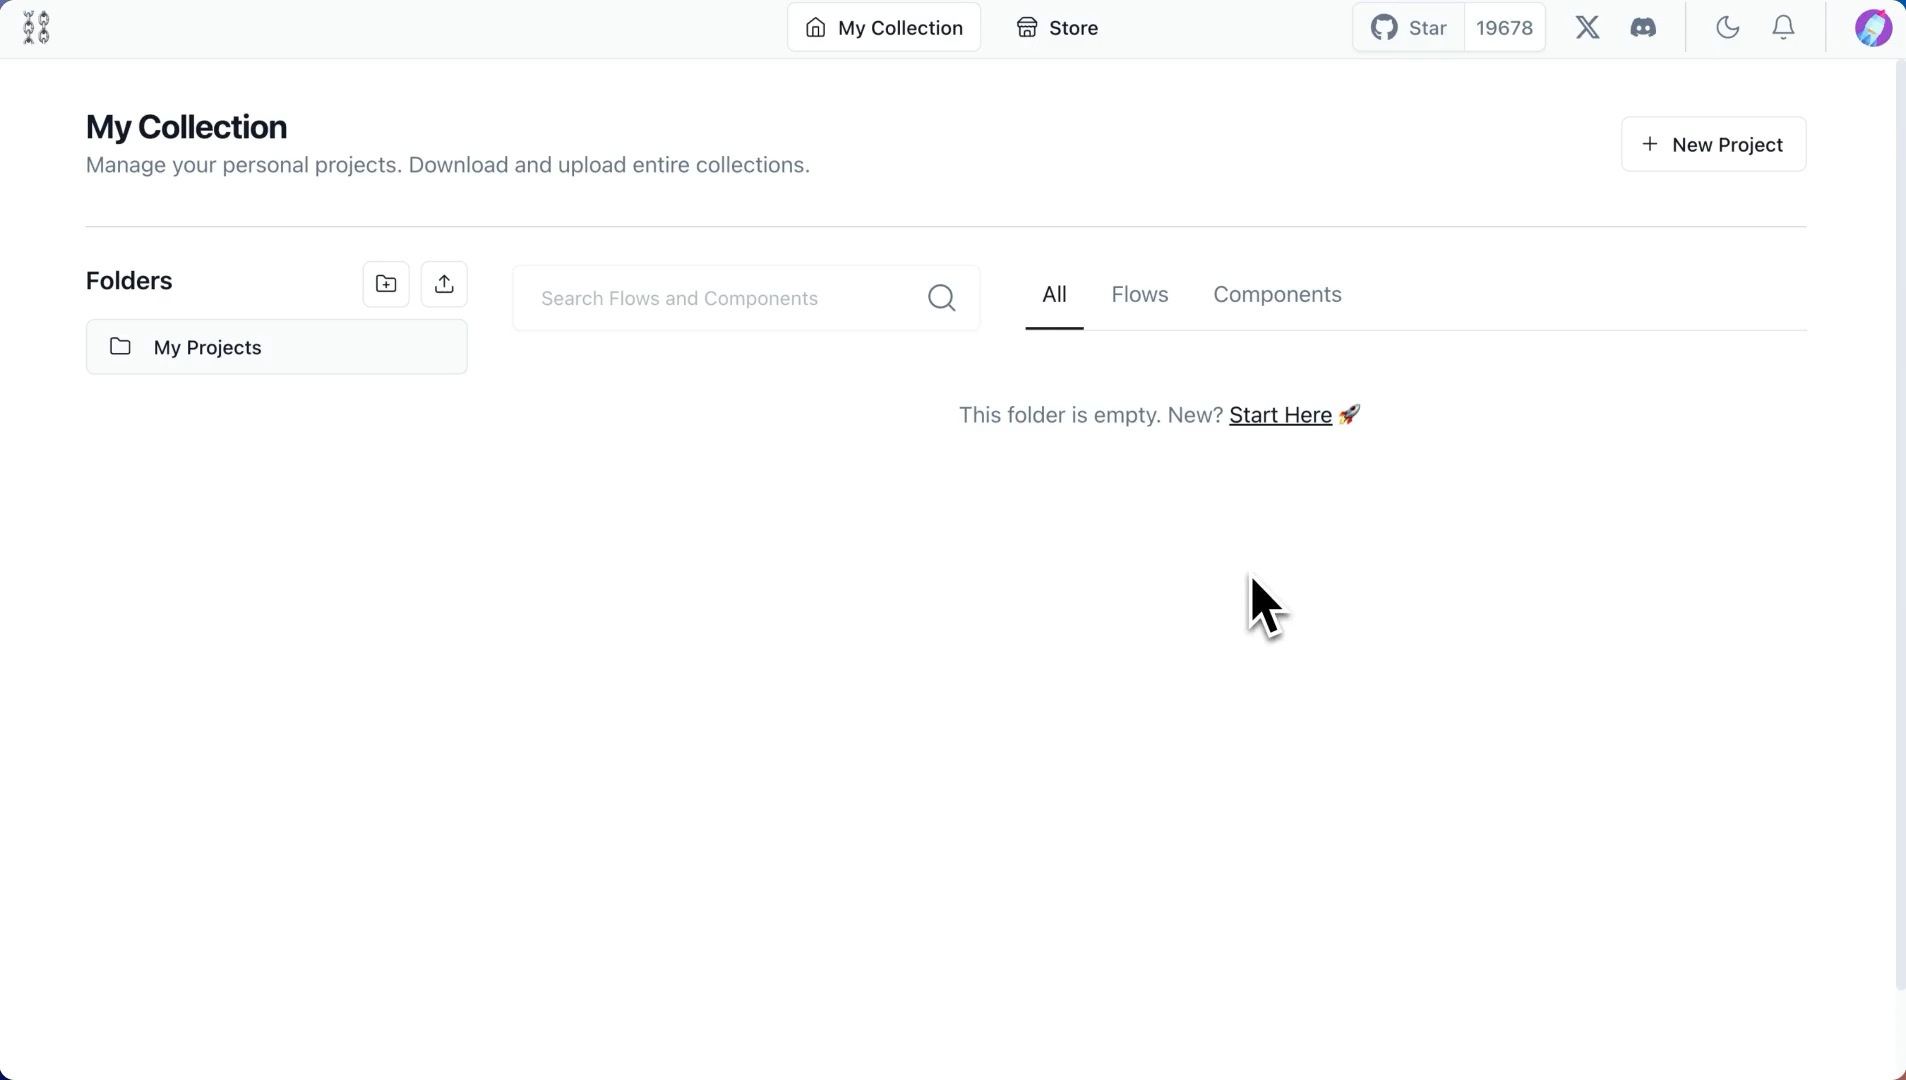 My Collection
Store
Star
19678
My Collection
Manage your personal projects. Download and upload entire collections.
New Project
Folders
Search Flows and Components
All
Flows
Components
My Projects
This folder is empty. New? Start Here 🚀